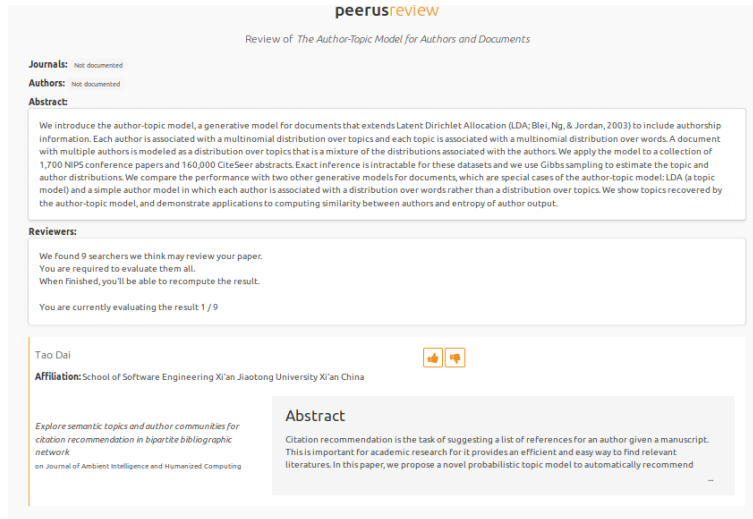 peerusreview
Review of The Author-Topic Model for Authors and Documents
Journals: Not documented
Authors: Not documented
Abstract:
We introduce the author-topic model, a generative model for documents that extends Latent Dirichlet Allocation (LDA; Blei, Ng, & Jordan, 2003) to include authorship
information. Each author is associated with a multinomial distribution over topics and each topic is associated with a multinomial distribution over words. A document
with multiple authors is modeled as a distribution over topics that is a mixture of the distributions associated with the authors. We apply the model to a collection of
1,700 NIPS conference papers and 160,000 CiteSeer abstracts. Exact inference is intractable for these datasets and we use Gibbs sampling to estimate the topic and
author distributions. We compare the performance with two other generative models for documents, which are special cases of the author-topic model: LDA (a topic
model) and a simple author model in which each author is associated with a distribution over words rather than a distribution over topics. We show topics recovered by
the author-topic model, and demonstrate applications to computing similarity between authors and entropy of author output.
Reviewers:
We found 9 searchers we think may review your paper.
You are required to evaluate them all.
When finished, you'll be able to recompute the result.
You are currently evaluating the result 1 / 9
Tao Dai
Affiliation: School of Software Engineering Xi'an Jiaotong University Xi'an China
Explore semantic topics and author communities for
citation recommendation in bipartite bibliographic
network
on Journal of Ambient Intelligence and Humanized Computing
Abstract
Citation recommendation is the task of suggesting a list of references for an author given a manuscript.
This is important for academic research for it provides an efficient and easy way to find relevant
literatures. In this paper, we propose a novel probabilistic topic model to automatically recommend
...